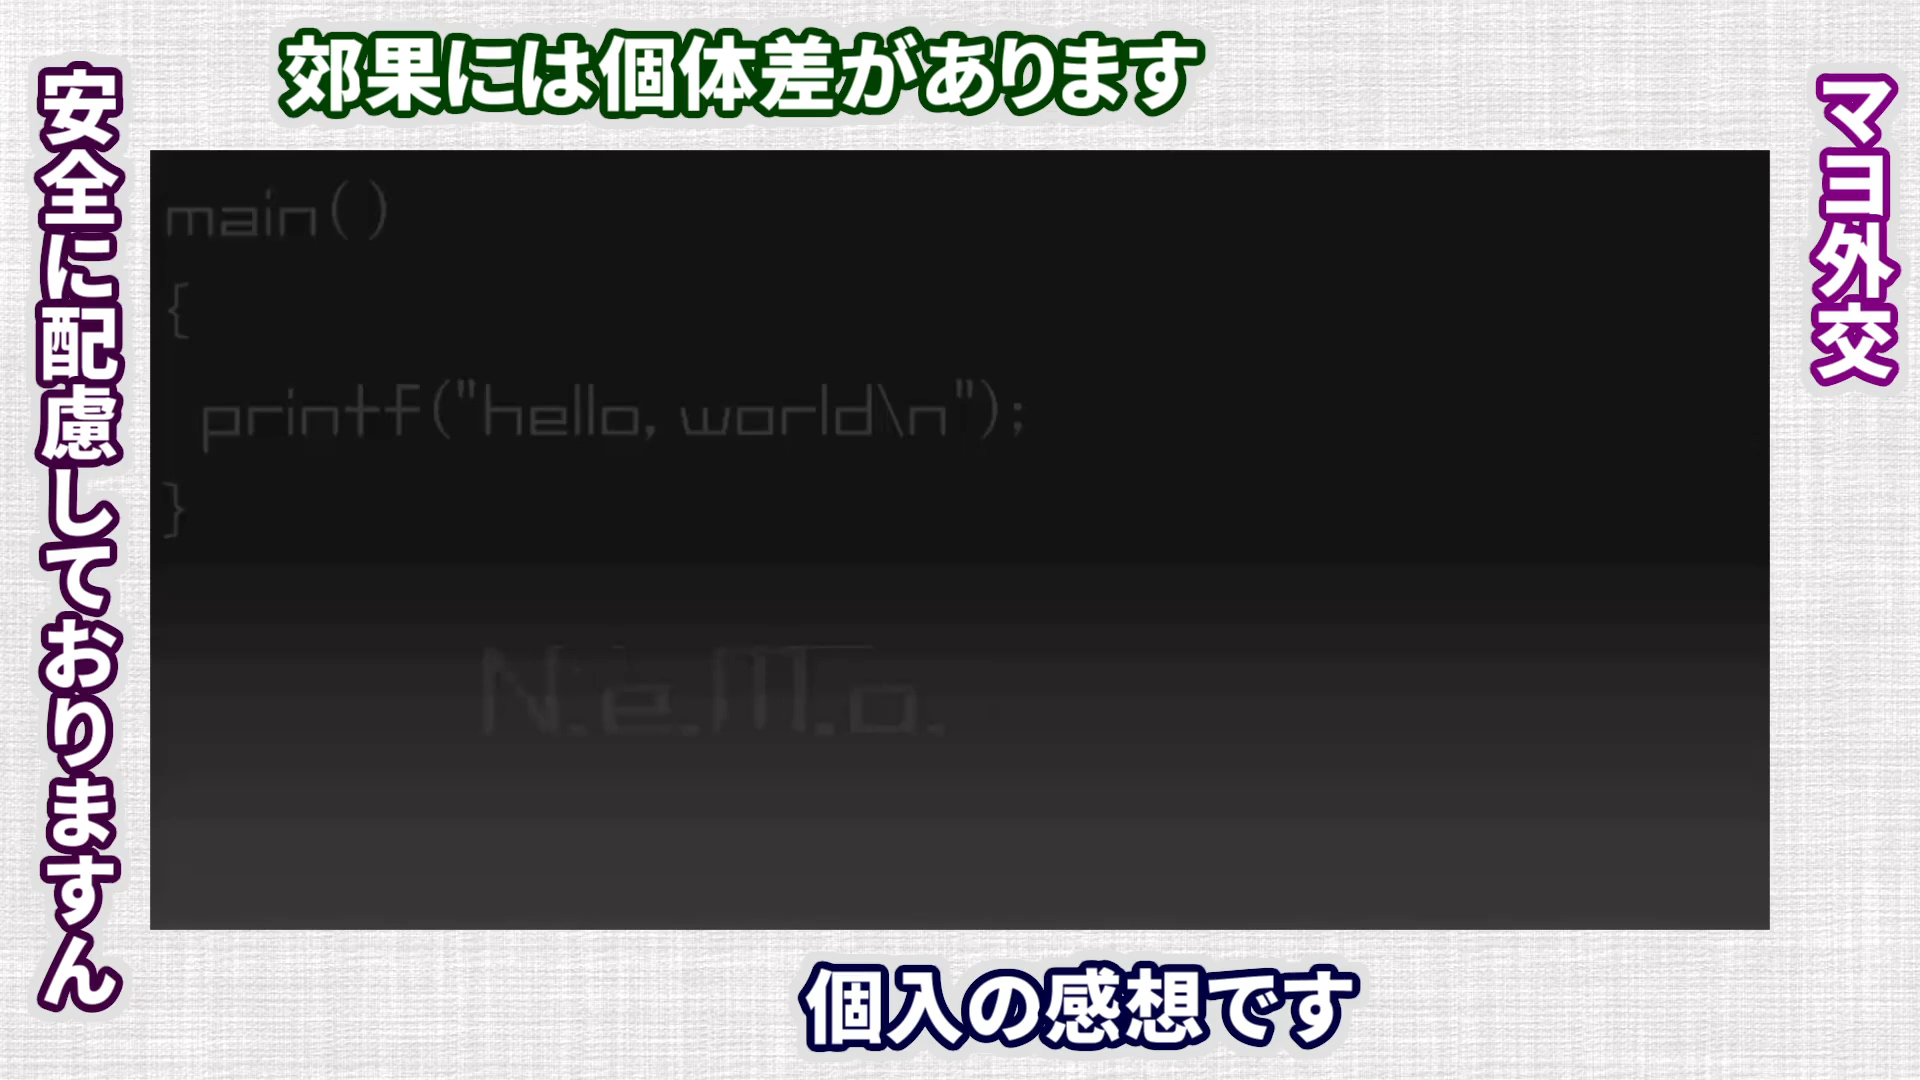 郊果には個体差があります
安全に配慮しておりますん
マヨ外交
main()
{
printf("hello, world\n");
}
N.e.M.o.
個入の感想です